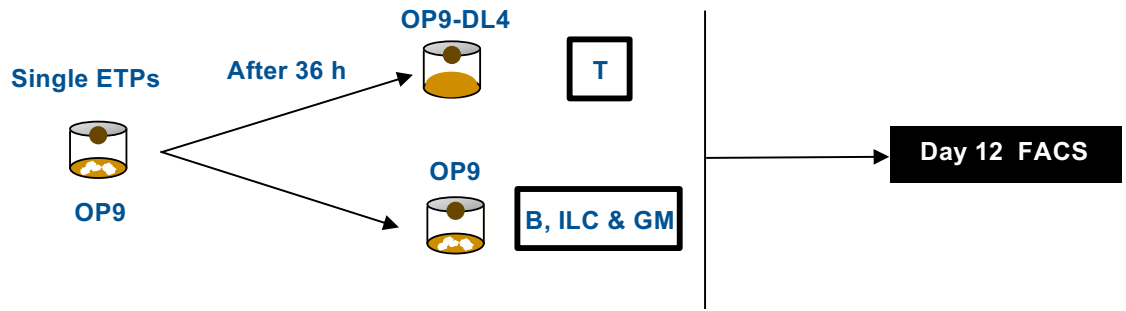 Single ETPs
OP9
After 36 h
OP9-DL4
T
OP9
B, ILC & GM
Day 12 FACS